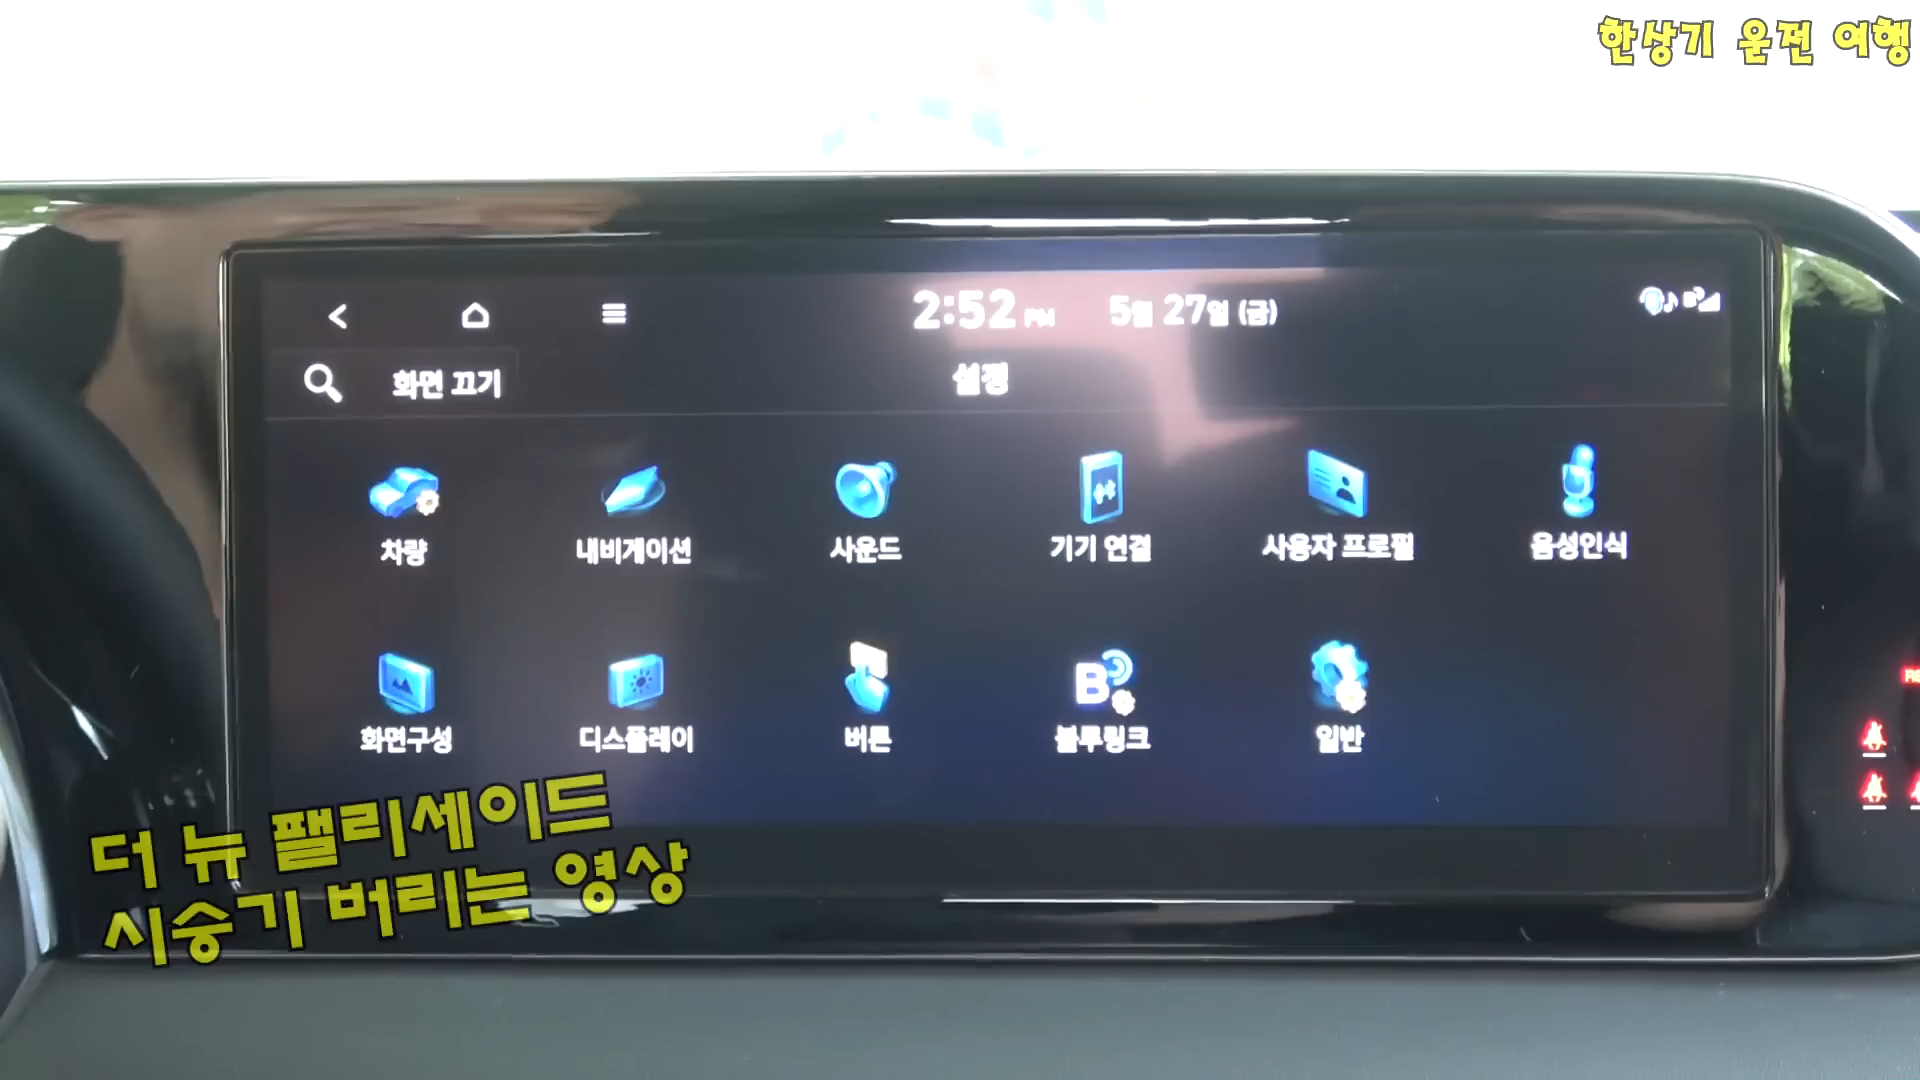 한상기 운전 여행
2:52 PM 5월 27일 (금)
화면 끄기
설정
차량
내비게이션
사운드
기기 연결
사용자 프로필
음성인식
화면구성
디스플레이
버튼
B
블루링크
일반
더 뉴 팰리세이드
시승기 버리는 영상